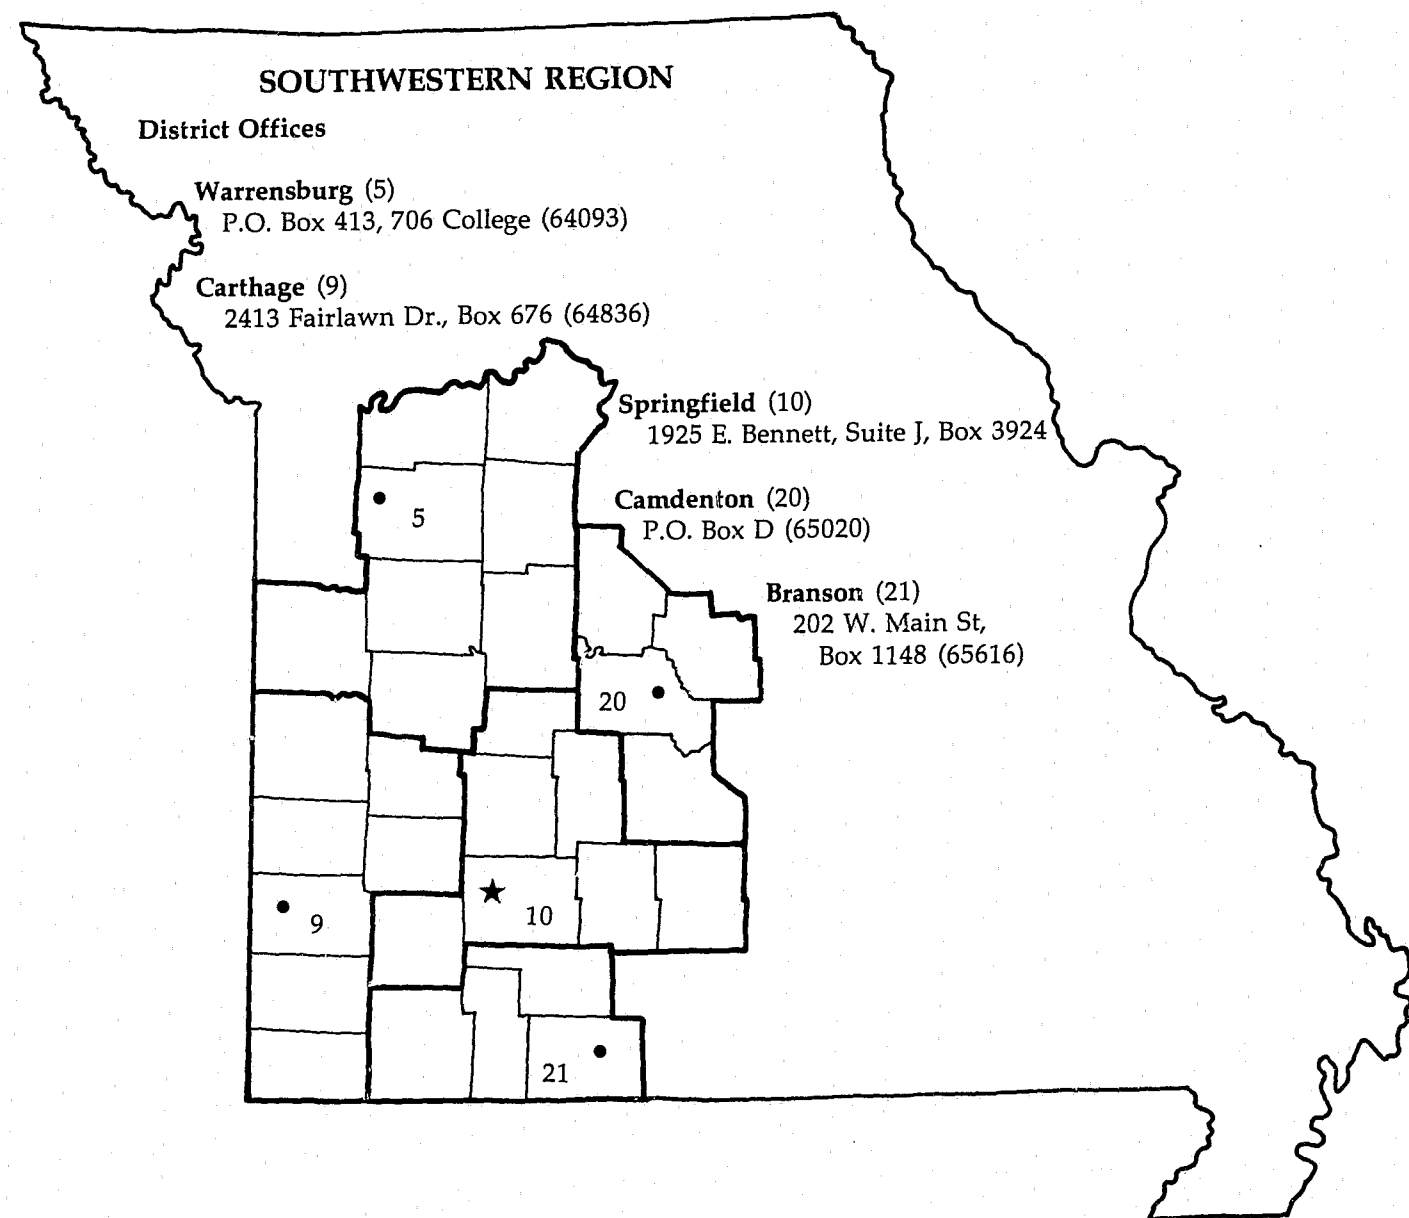 SOUTHWESTERN REGION
District Offices
Warrensburg (5)
P.O. Box 413, 706 College (64093)
Carthage (9)
2413 Fairlawn Dr., Box 676 (64836)
Springfield (10)
1925 E. Bennett, Suite J, Box 3924
Camdenton (20)
P.O. Box D (65020)
Branson (21)
202 W. Main St,
Box 1148 (65616)
5
20
9
10
21